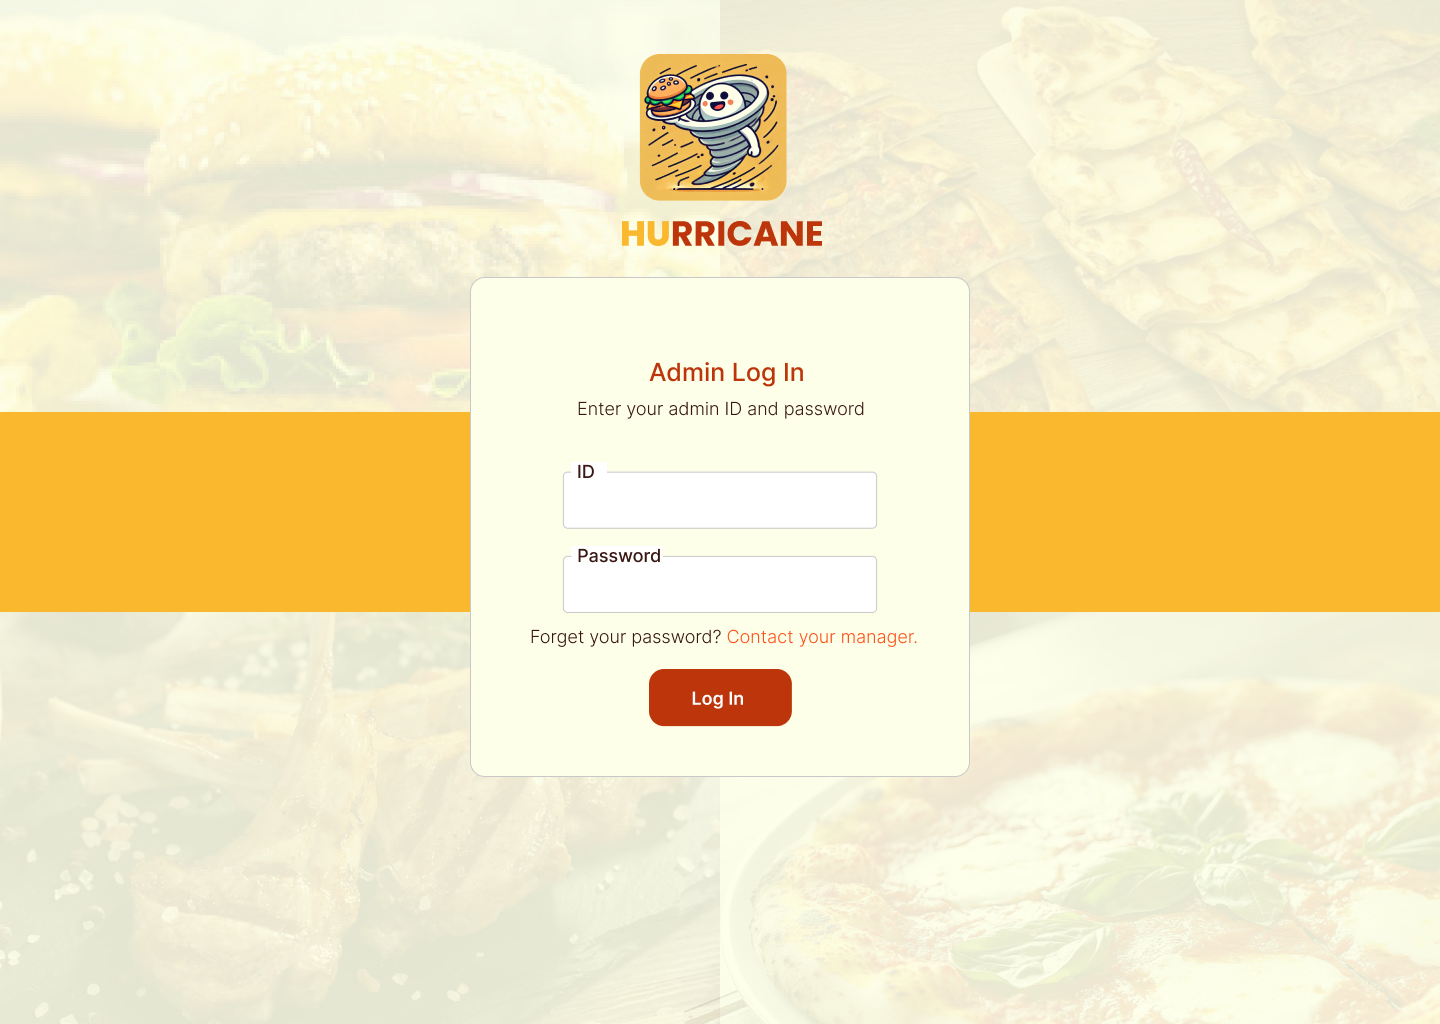 HURRICANE
Admin Log In
Enter your admin ID and password
ID
Password
Forget your password? Contact your manager.
Log In